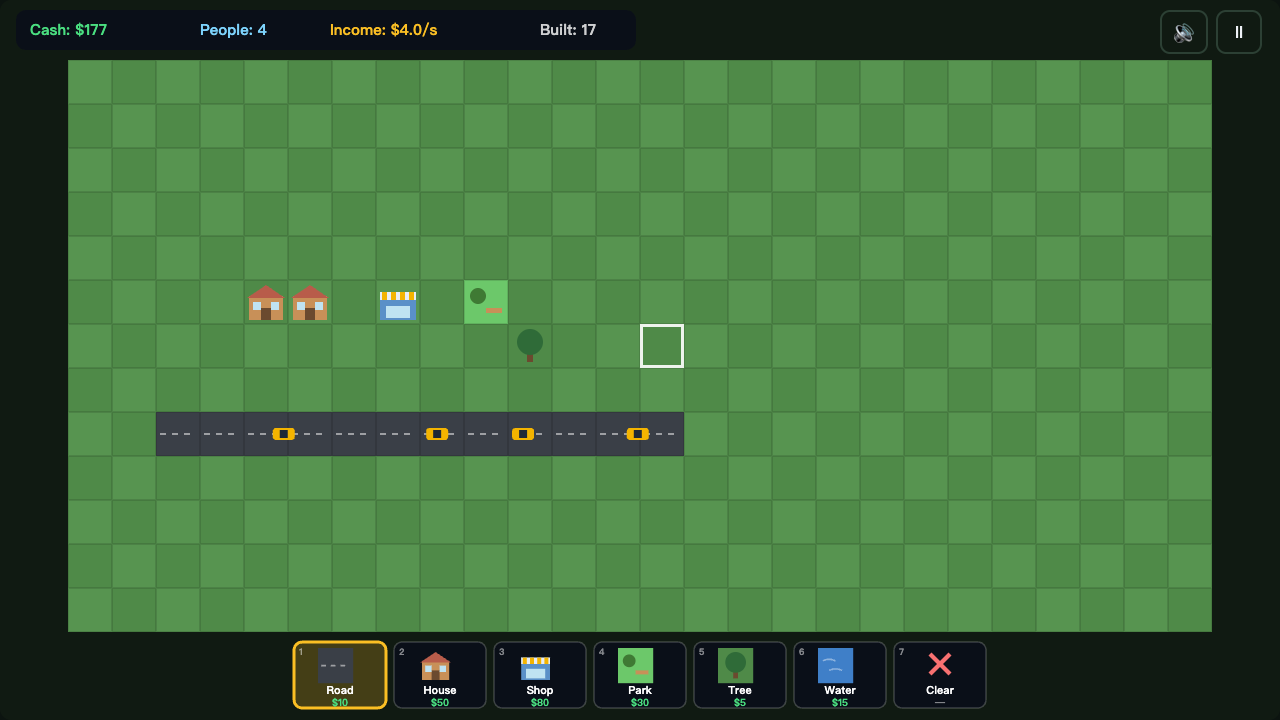 Cash: $177
People: 4
Income: $4.0/s
Built: 17
1
Road
$10
2
House
$50
3
Shop
$80
4
Park
$30
5
Tree
$5
6
Water
$15
7
Clear
—